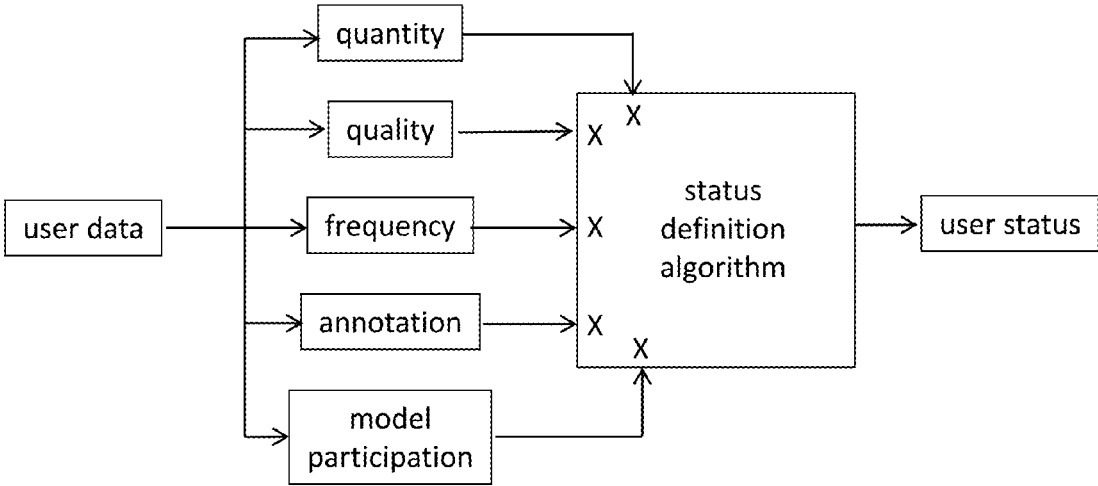 quantity
X
quality
X
user data
frequency
X
status
definition
algorithm
user status
annotation
X
X
model
participation